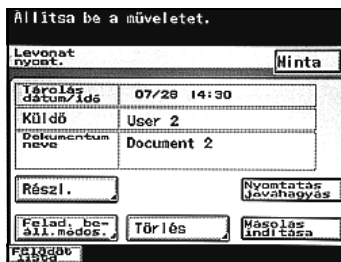 Állítsa be a műveletet.
Levonat
nyomt.
Minta
Tárolás
dátum/idő
07/28 14:30
Küldő
User 2
Dokumentum
neve
Document 2
Részl.
Nyomtatás
jóváhagyás
Felad. be-
áll.módos.
Törlés
Másolás
indítása
Feladat
lista